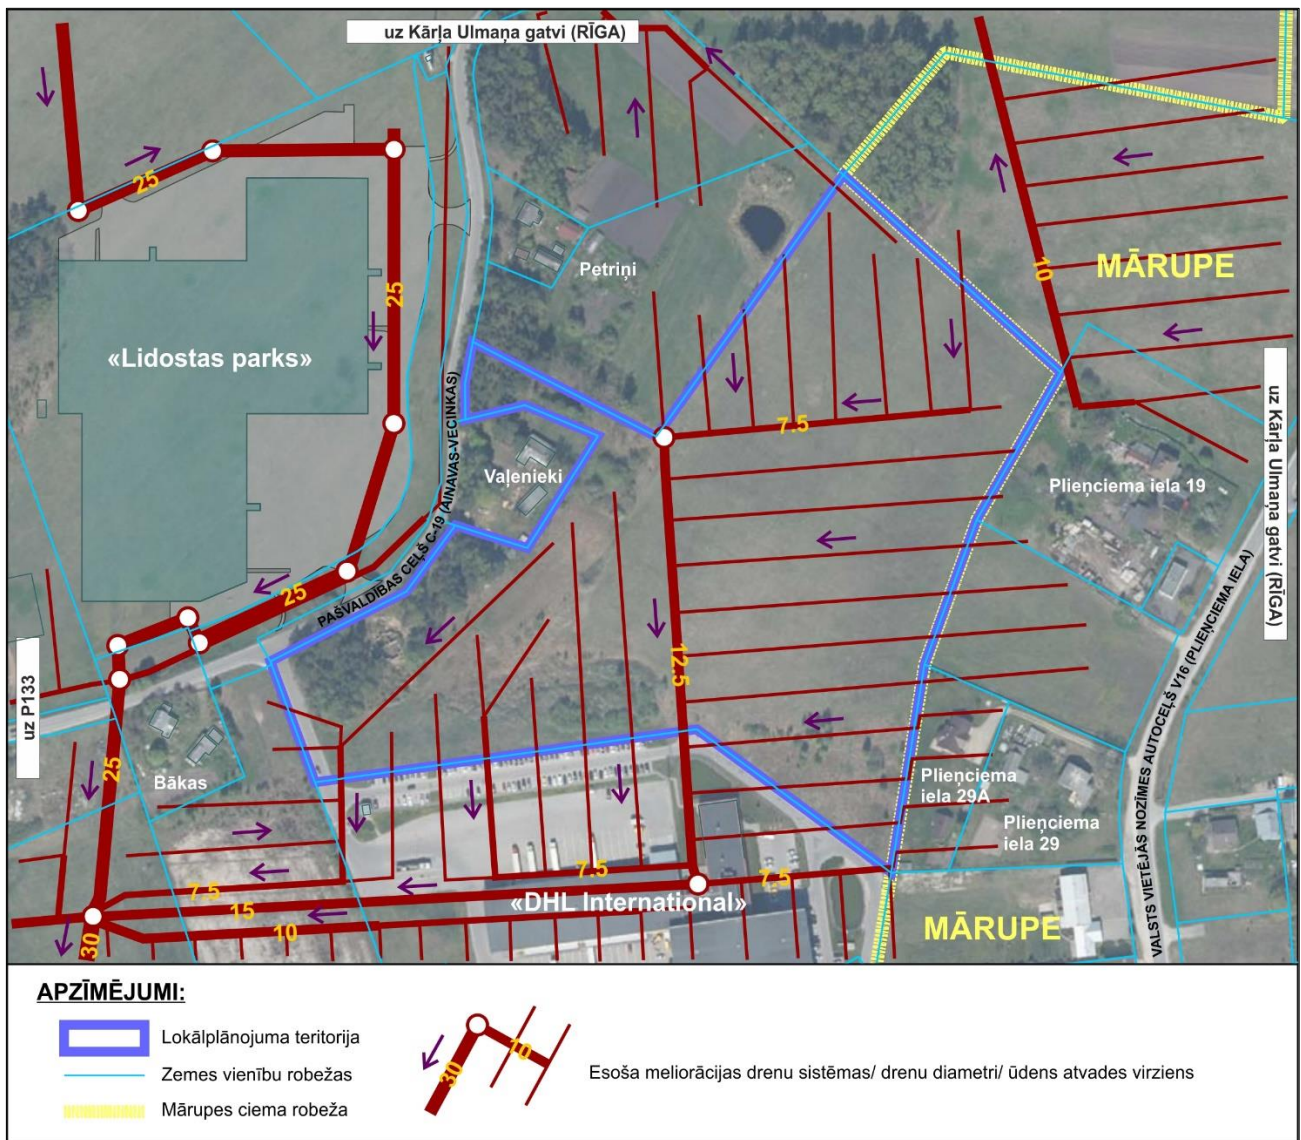 uz Kārļa Ulmaņa gatvi (RĪGA)
25
MĀRUPE
10
Petriņi
25
«Lidostas parks»
uz Kārļa Ulmaņa gatvi (RĪGA)
7.5
PAŠVALDĪBAS CEĻŠ C-19 (AINAVAS-VECINKAS)
Vaļenieki
Plieņciema iela 19
25
VALSTS VIETĒJĀS NOZĪMES AUTOCEĻŠ V16 (PLIEŅCIEMA IELA)
uz P133
12.5
25
Bākas
Plieņciema
iela 29A
Plieņciema
iela 29
7.5
7.5
7.5
15
«DHL International»
10
30
MĀRUPE
APZĪMĒJUMI:
Lokālplānojuma teritorija
Zemes vienību robežas
Mārupes ciema robeža
30
10
Esoša meliorācijas drenu sistēmas/ drenu diametri/ ūdens atvades virziens